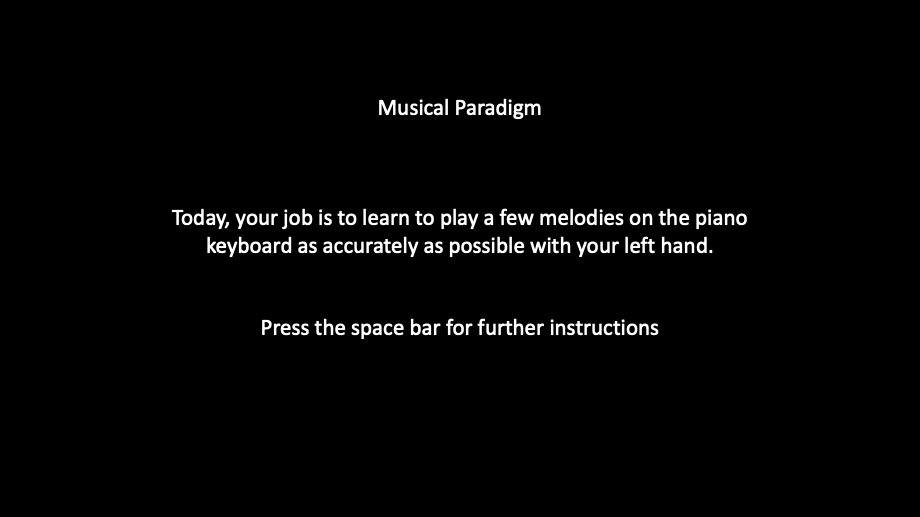 Musical Paradigm
Today, your job is to learn to play a few melodies on the piano
keyboard as accurately as possible with your left hand.
Press the space bar for further instructions